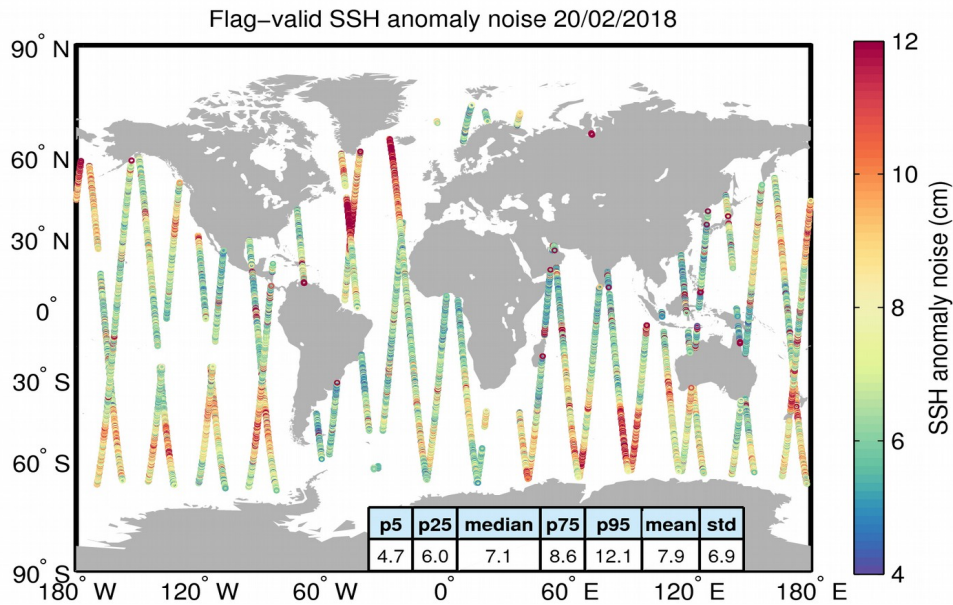 Flag−valid SSH anomaly noise 20/02/2018
90° N
60° N
30° N
0°
30° S
60° S
90° S
180° W
120° W
60° W
0°
60° E
120° E
180° E
p5 p25 median p75 p95 mean std
4.7 6.0 7.1 8.6 12.1 7.9 6.9
12
10
8
6
4
SSH anomaly noise (cm)